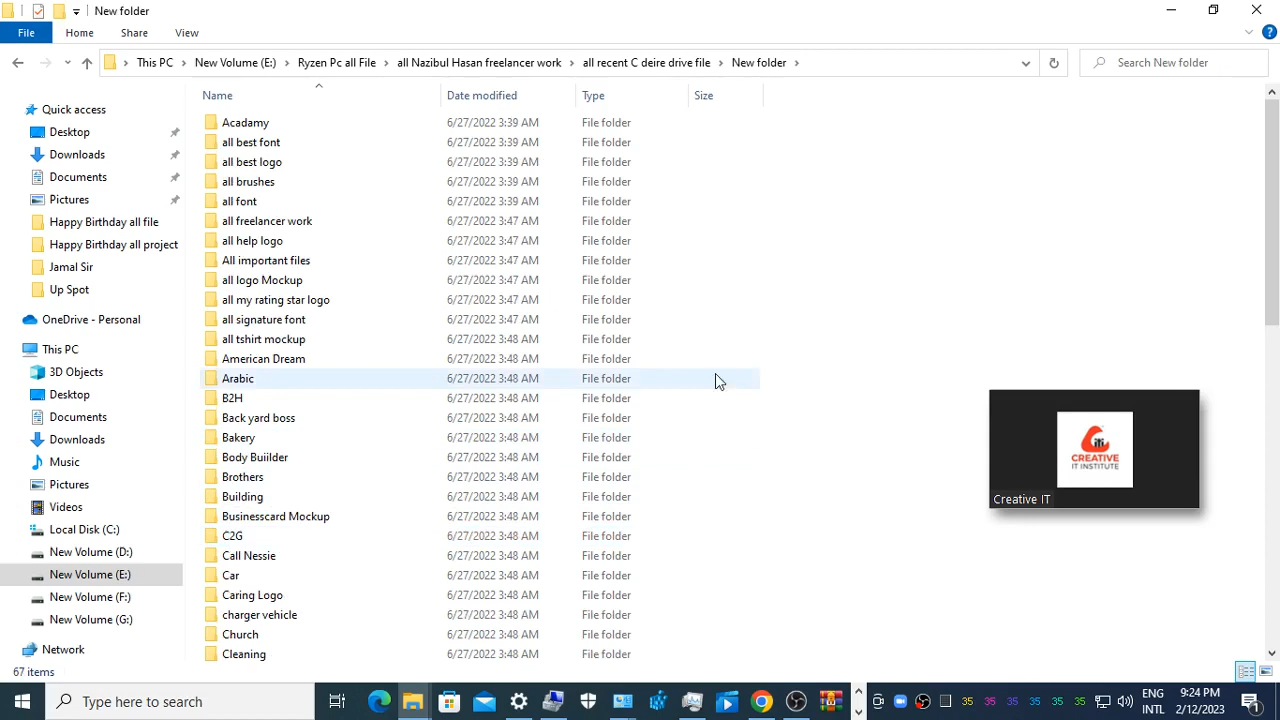 New folder
File Home Share View
This PC New Volume (E:) Ryzen Pc all File all Nazibul Hasan freelancer work all recent C deire drive file New folder
Search New folder
Name Date modified Type Size
Quick access
Desktop
Downloads
Documents
Pictures
Happy Birthday all file
Happy Birthday all project
Jamal Sir
Up Spot
OneDrive - Personal
This PC
3D Objects
Desktop
Documents
Downloads
Music
Pictures
Videos
Local Disk (C:)
New Volume (D:)
New Volume (E:)
New Volume (F:)
New Volume (G:)
Network
Acadamy 6/27/2022 3:39 AM File folder
all best font 6/27/2022 3:39 AM File folder
all best logo 6/27/2022 3:39 AM File folder
all brushes 6/27/2022 3:39 AM File folder
all font 6/27/2022 3:39 AM File folder
all freelancer work 6/27/2022 3:47 AM File folder
all help logo 6/27/2022 3:47 AM File folder
All important files 6/27/2022 3:47 AM File folder
all logo Mockup 6/27/2022 3:47 AM File folder
all my rating star logo 6/27/2022 3:47 AM File folder
all signature font 6/27/2022 3:47 AM File folder
all tshirt mockup 6/27/2022 3:48 AM File folder
American Dream 6/27/2022 3:48 AM File folder
Arabic 6/27/2022 3:48 AM File folder
B2H 6/27/2022 3:48 AM File folder
Back yard boss 6/27/2022 3:48 AM File folder
Bakery 6/27/2022 3:48 AM File folder
Body Buiilder 6/27/2022 3:48 AM File folder
Brothers 6/27/2022 3:48 AM File folder
Building 6/27/2022 3:48 AM File folder
Businesscard Mockup 6/27/2022 3:48 AM File folder
C2G 6/27/2022 3:48 AM File folder
Call Nessie 6/27/2022 3:48 AM File folder
Car 6/27/2022 3:48 AM File folder
Caring Logo 6/27/2022 3:48 AM File folder
charger vehicle 6/27/2022 3:48 AM File folder
Church 6/27/2022 3:48 AM File folder
Cleaning 6/27/2022 3:48 AM File folder
CREATIVE
IT INSTITUTE
Creative IT
67 items
Type here to search
35 35 35 35 35 35
ENG
INTL
9:24 PM
2/12/2023
1